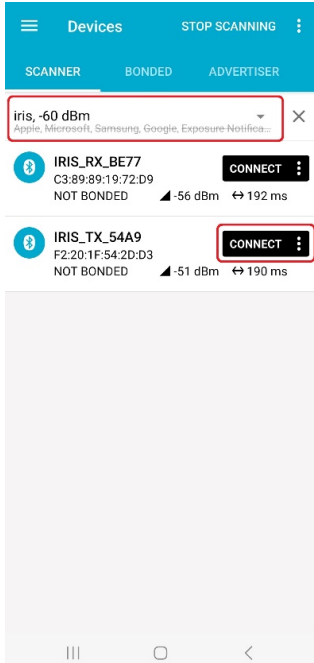 Devices STOP SCANNING
SCANNER BONDED ADVERTISER
iris, -60 dBm
Apple, Microsoft, Samsung, Google, Exposure Notifica...
IRIS_RX_BE77 CONNECT
C3:89:89:19:72:D9
NOT BONDED -56 dBm 192 ms
IRIS_TX_54A9 CONNECT
F2:20:1F:54:2D:D3
NOT BONDED -51 dBm 190 ms